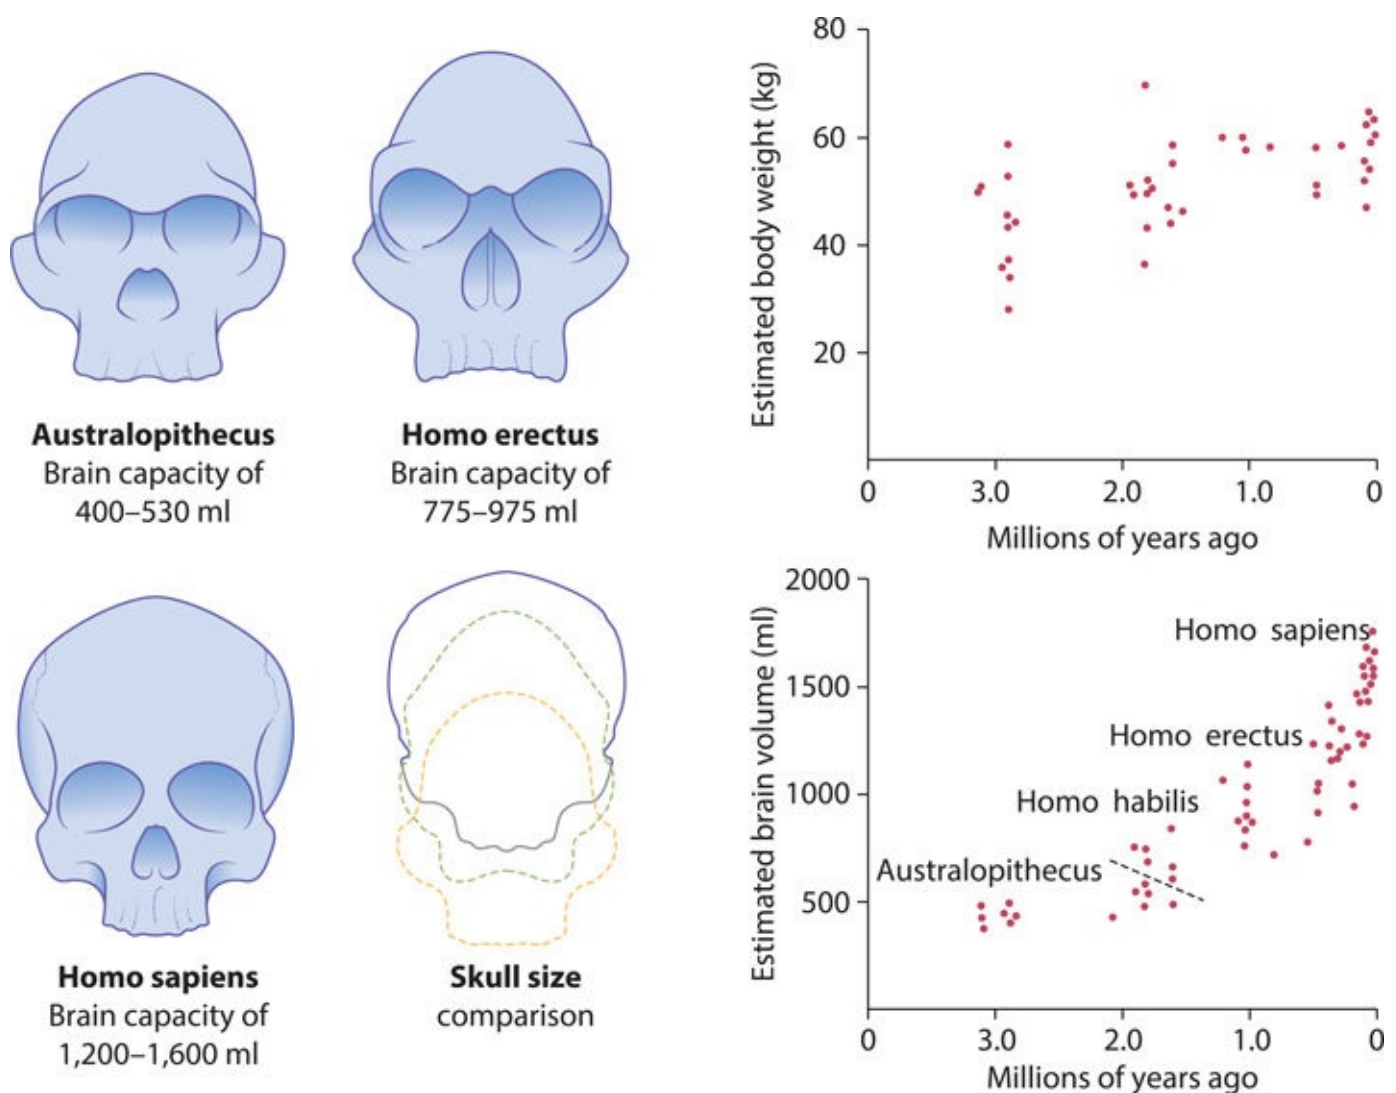 Australopithecus
Brain capacity of
400–530 ml
Homo erectus
Brain capacity of
775–975 ml
Homo sapiens
Brain capacity of
1,200–1,600 ml
Skull size
comparison
Estimated body weight (kg)
80
60
40
20
0
3.0
2.0
1.0
0
Millions of years ago
Estimated brain volume (ml)
2000
1500
1000
500
Homo sapiens
Homo erectus
Homo habilis
Australopithecus
0
3.0
2.0
1.0
0
Millions of years ago